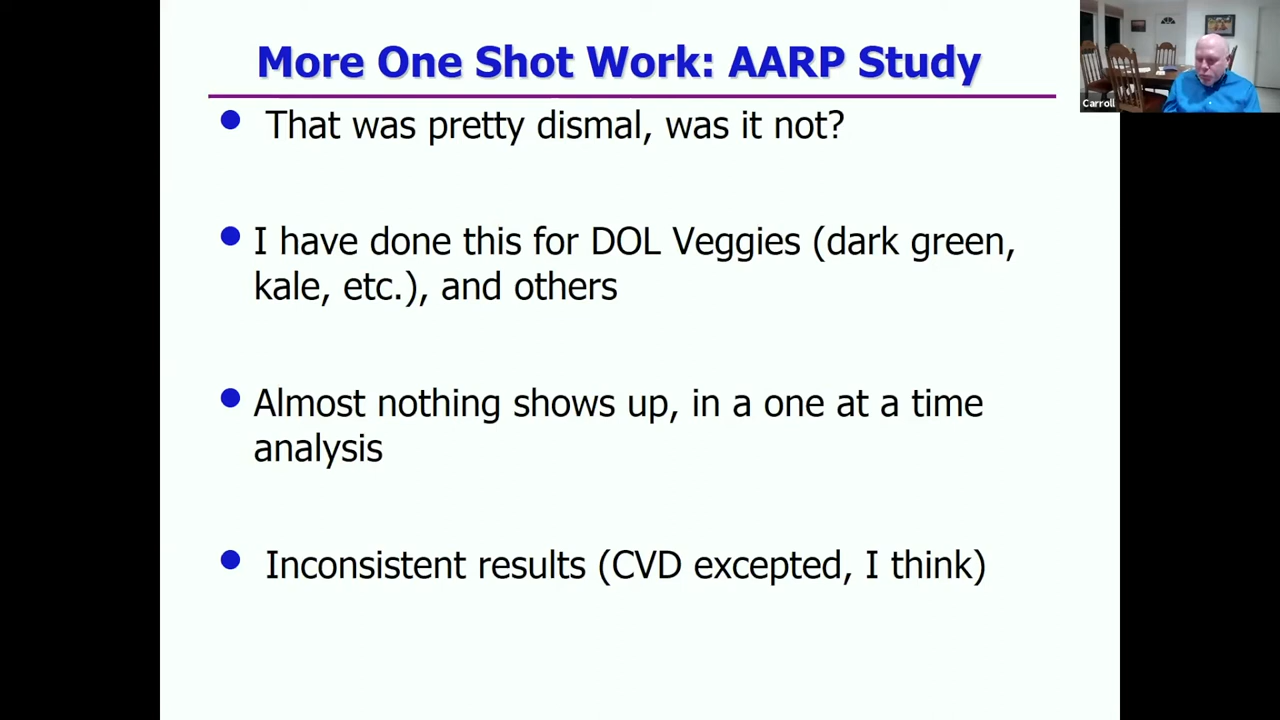 More One Shot Work: AARP Study
Carroll
That was pretty dismal, was it not?
I have done this for DOL Veggies (dark green,
kale, etc.), and others
Almost nothing shows up, in a one at a time
analysis
Inconsistent results (CVD excepted, I think)